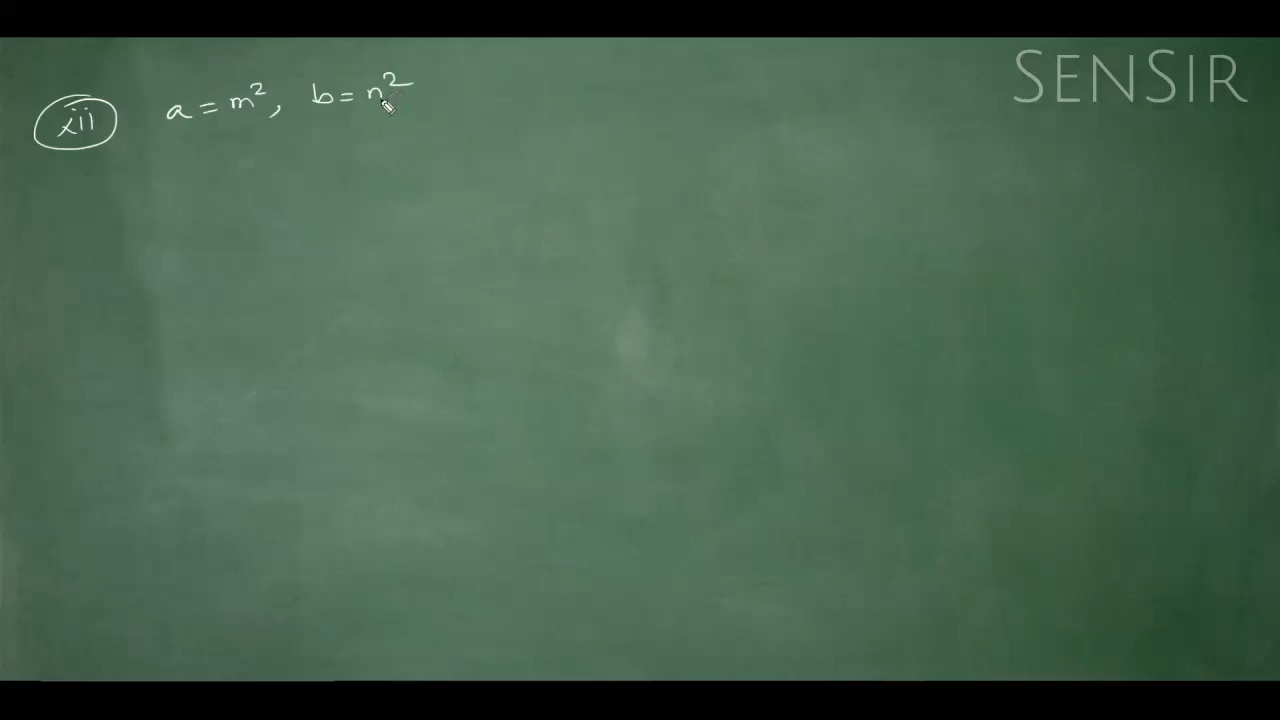 SENSIR
xii a = m², b = n²